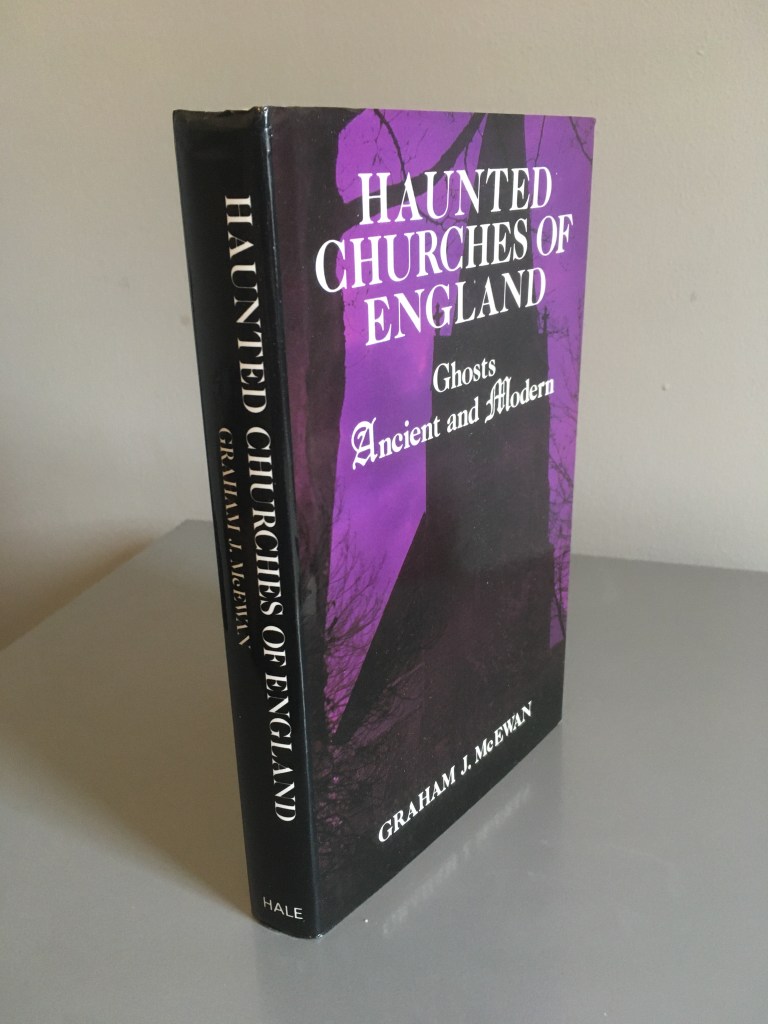 HAUNTED CHURCHES OF ENGLAND
GRAHAM J. McEWAN
HALE
HAUNTED
CHURCHES OF
ENGLAND
Ghosts
Ancient and Modern
GRAHAM J. McEWAN